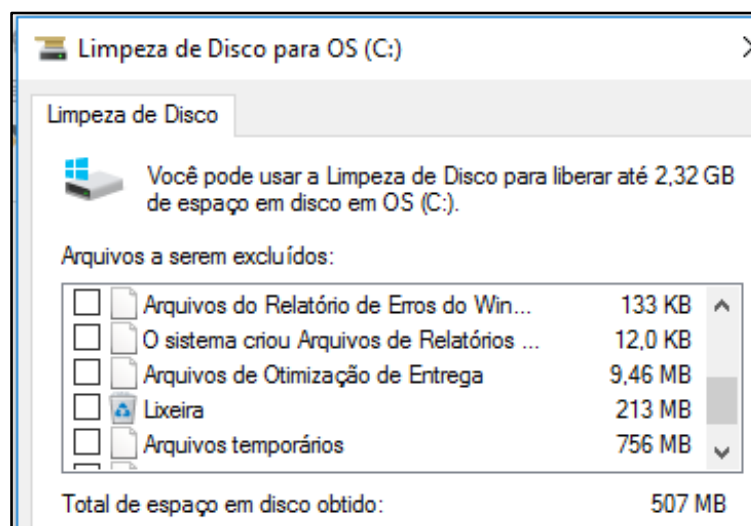 Limpeza de Disco para OS (C:)
Limpeza de Disco
Você pode usar a Limpeza de Disco para liberar até 2,32 GB
de espaço em disco em OS (C:).
Arquivos a serem excluídos:
Arquivos do Relatório de Erros do Win... 133 KB
O sistema criou Arquivos de Relatórios ... 12,0 KB
Arquivos de Otimização de Entrega 9,46 MB
Lixeira 213 MB
Arquivos temporários 756 MB
Total de espaço em disco obtido: 507 MB